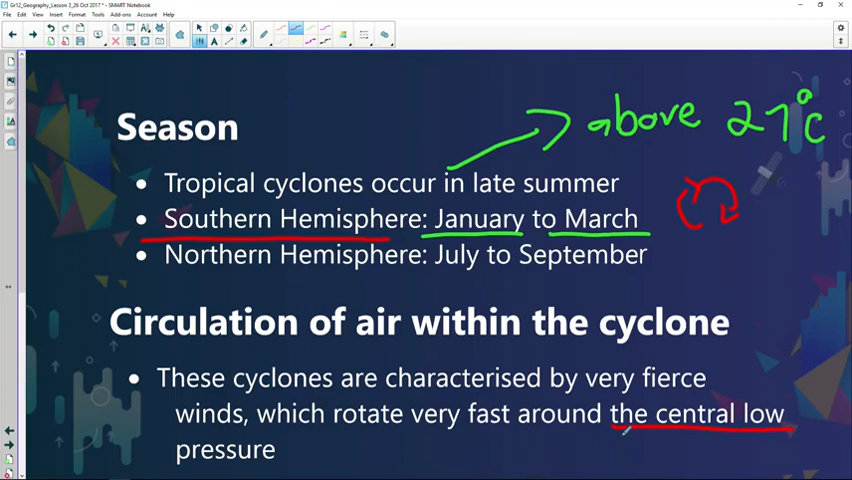 Gr12_Geography_Lesson 3_26 Oct 2017 * - SMART Notebook
File Edit View Insert Format Tools Add-ons Account Help
above 27°C
Season
• Tropical cyclones occur in late summer
• Southern Hemisphere: January to March
• Northern Hemisphere: July to September
Circulation of air within the cyclone
• These cyclones are characterised by very fierce
winds, which rotate very fast around the central low
pressure